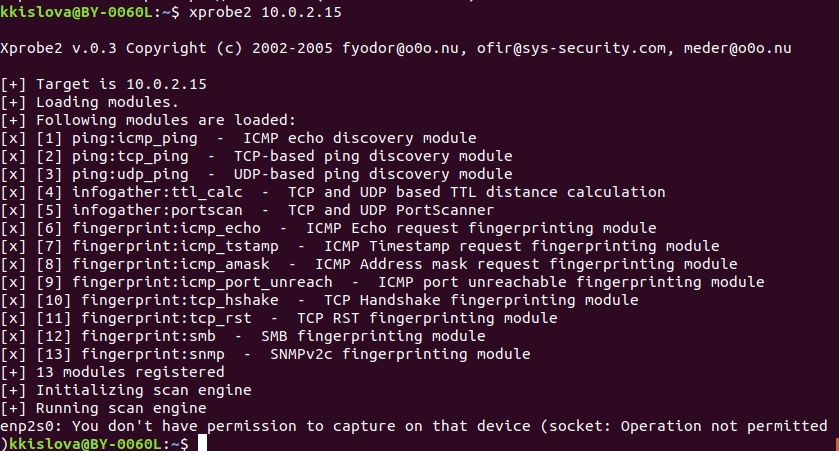 kkislova@BY-0060L:~$ xprobe2 10.0.2.15
Xprobe2 v.0.3 Copyright (c) 2002-2005 fyodor@o0o.nu, ofir@sys-security.com, meder@o0o.nu
[+] Target is 10.0.2.15
[+] Loading modules.
[+] Following modules are loaded:
[x] [1] ping:icmp_ping  -  ICMP echo discovery module
[x] [2] ping:tcp_ping  -  TCP-based ping discovery module
[x] [3] ping:udp_ping  -  UDP-based ping discovery module
[x] [4] infogather:ttl_calc  -  TCP and UDP based TTL distance calculation
[x] [5] infogather:portscan  -  TCP and UDP PortScanner
[x] [6] fingerprint:icmp_echo  -  ICMP Echo request fingerprinting module
[x] [7] fingerprint:icmp_tstamp  -  ICMP Timestamp request fingerprinting module
[x] [8] fingerprint:icmp_amask  -  ICMP Address mask request fingerprinting module
[x] [9] fingerprint:icmp_port_unreach  -  ICMP port unreachable fingerprinting module
[x] [10] fingerprint:tcp_hshake  -  TCP Handshake fingerprinting module
[x] [11] fingerprint:tcp_rst  -  TCP RST fingerprinting module
[x] [12] fingerprint:smb  -  SMB fingerprinting module
[x] [13] fingerprint:snmp  -  SNMPv2c fingerprinting module
[+] 13 modules registered
[+] Initializing scan engine
[+] Running scan engine
enp2s0: You don't have permission to capture on that device (socket: Operation not permitted
)kkislova@BY-0060L:~$